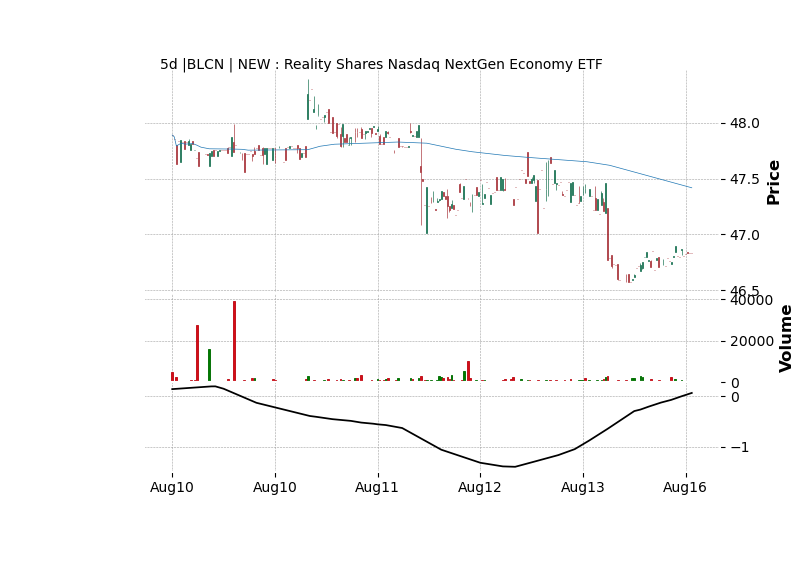 5d |BLCN | NEW : Reality Shares Nasdaq NextGen Economy ETF
48.0
47.5
47.0
46.5
Price
40000
20000
0
Volume
0
−1
Aug10 Aug10 Aug11 Aug12 Aug13 Aug16